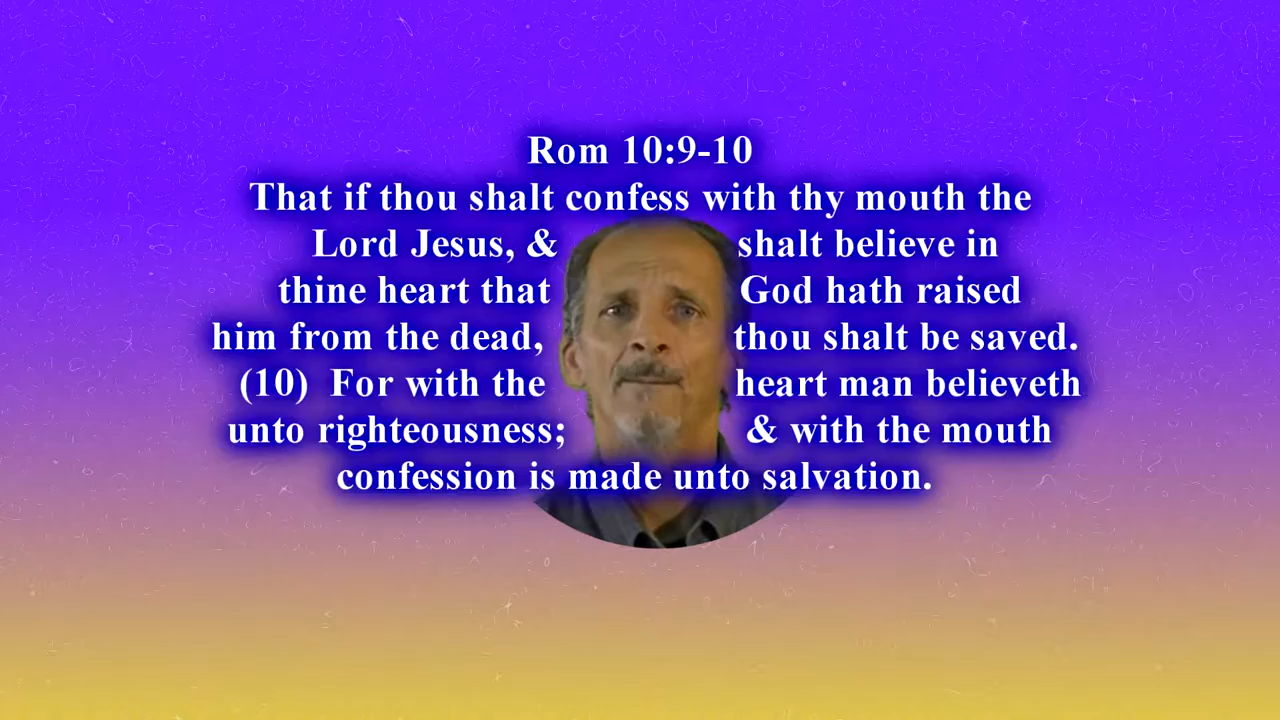 Rom 10:9-10
That if thou shalt confess with thy mouth the
Lord Jesus, & shalt believe in
thine heart that God hath raised
him from the dead, thou shalt be saved.
(10) For with the heart man believeth
unto righteousness; & with the mouth
confession is made unto salvation.